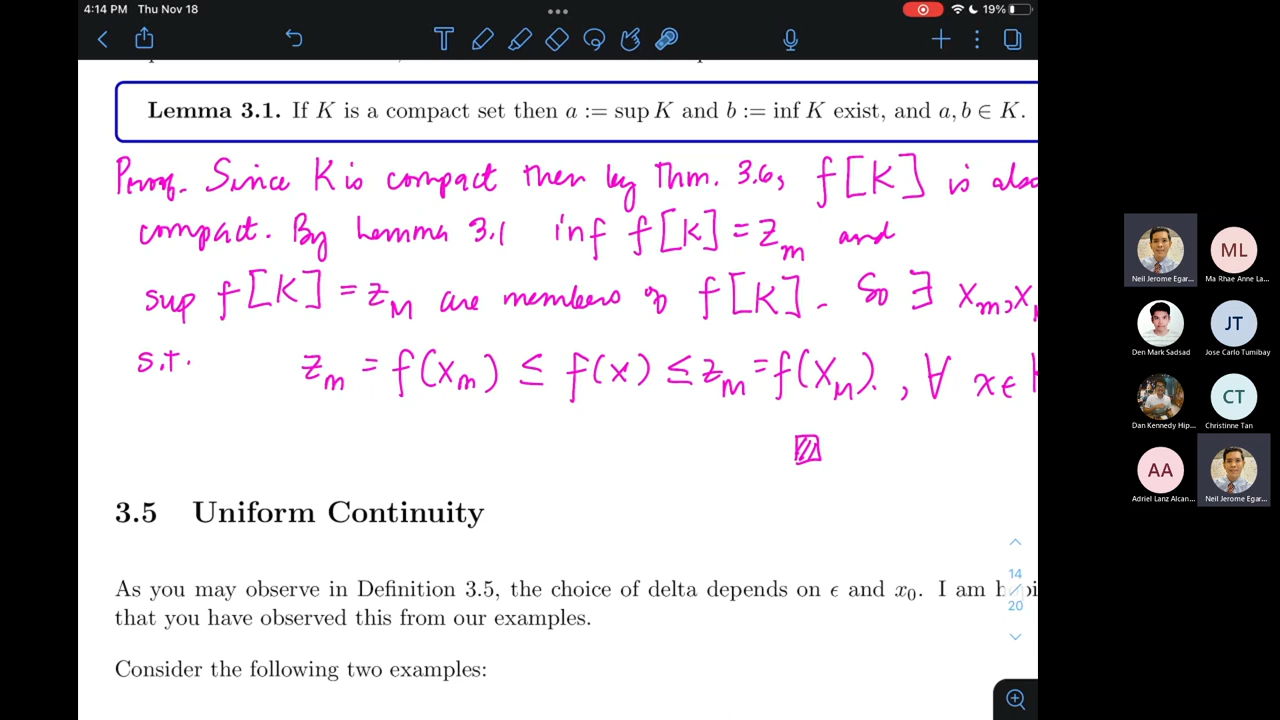 4:14 PM Thu Nov 18
19%
Lemma 3.1. If K is a compact set then a := sup K and b := inf K exist, and a, b ∈ K.
Proof. Since K is compact then by Thm. 3.6, f[K] is also
compact. By Lemma 3.1 inf f[K] = z_m and
sup f[K] = z_M are members of f[K]. So ∃ x_m, x
s.t. z_m = f(x_m) ≤ f(x) ≤ z_m = f(x_M). , ∀ x ∈
3.5 Uniform Continuity
As you may observe in Definition 3.5, the choice of delta depends on ϵ and x₀. I am
that you have observed this from our examples.
Consider the following two examples:
14
20
Neil Jerome Egar...
ML
Ma Rhae Anne La...
Den Mark Sadsad
JT
Jose Carlo Tumibay
Dan Kennedy Hip...
CT
Christinne Tan
AA
Adriel Lanz Alcan...
Neil Jerome Egar...